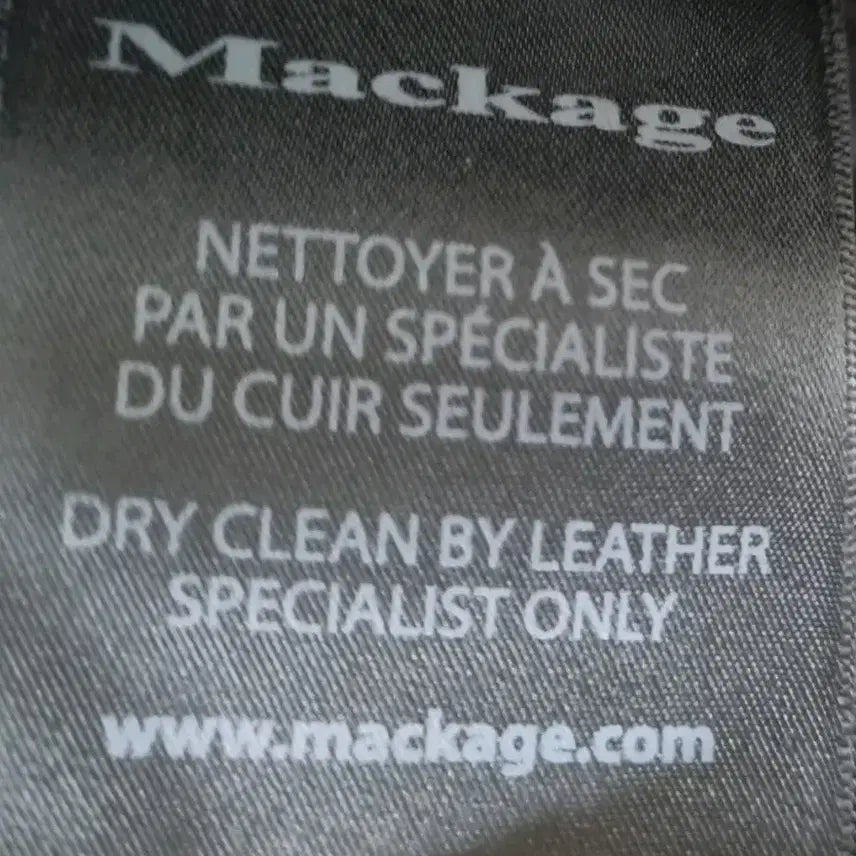 Mackage
NETTOYER À SEC
PAR UN SPÉCIALISTE
DU CUIR SEULEMENT
DRY CLEAN BY LEATHER
SPECIALIST ONLY
www.mackage.com